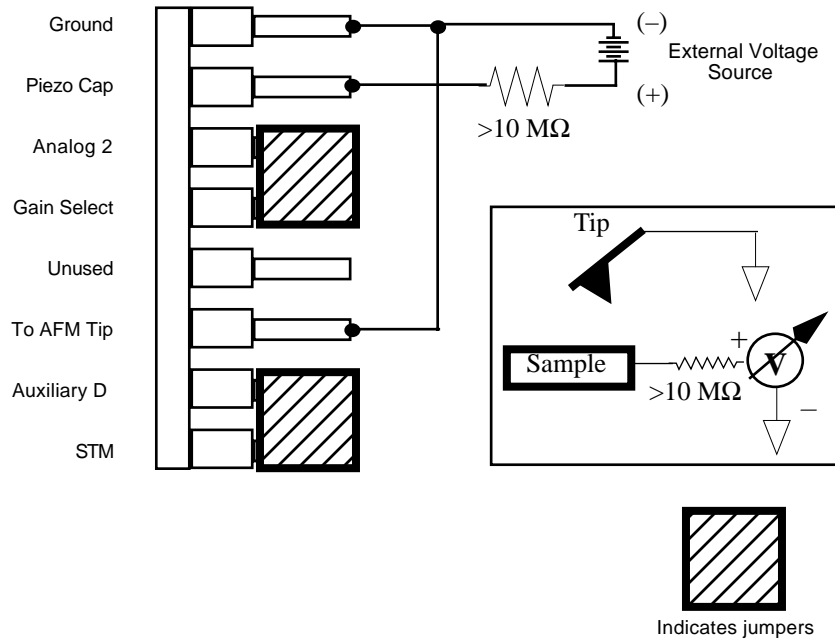 Ground
Piezo Cap
Analog 2
Gain Select
Unused
To AFM Tip
Auxiliary D
STM
(–)
External Voltage
Source
(+)
>10 MΩ
Tip
Sample
+
V
>10 MΩ
–
Indicates jumpers